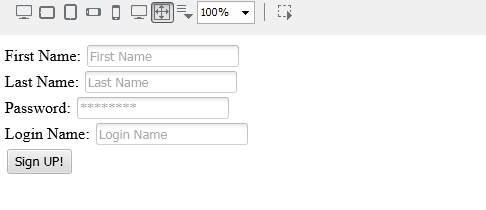 100%
First Name: First Name
Last Name: Last Name
Password: ********
Login Name: Login Name
Sign UP!